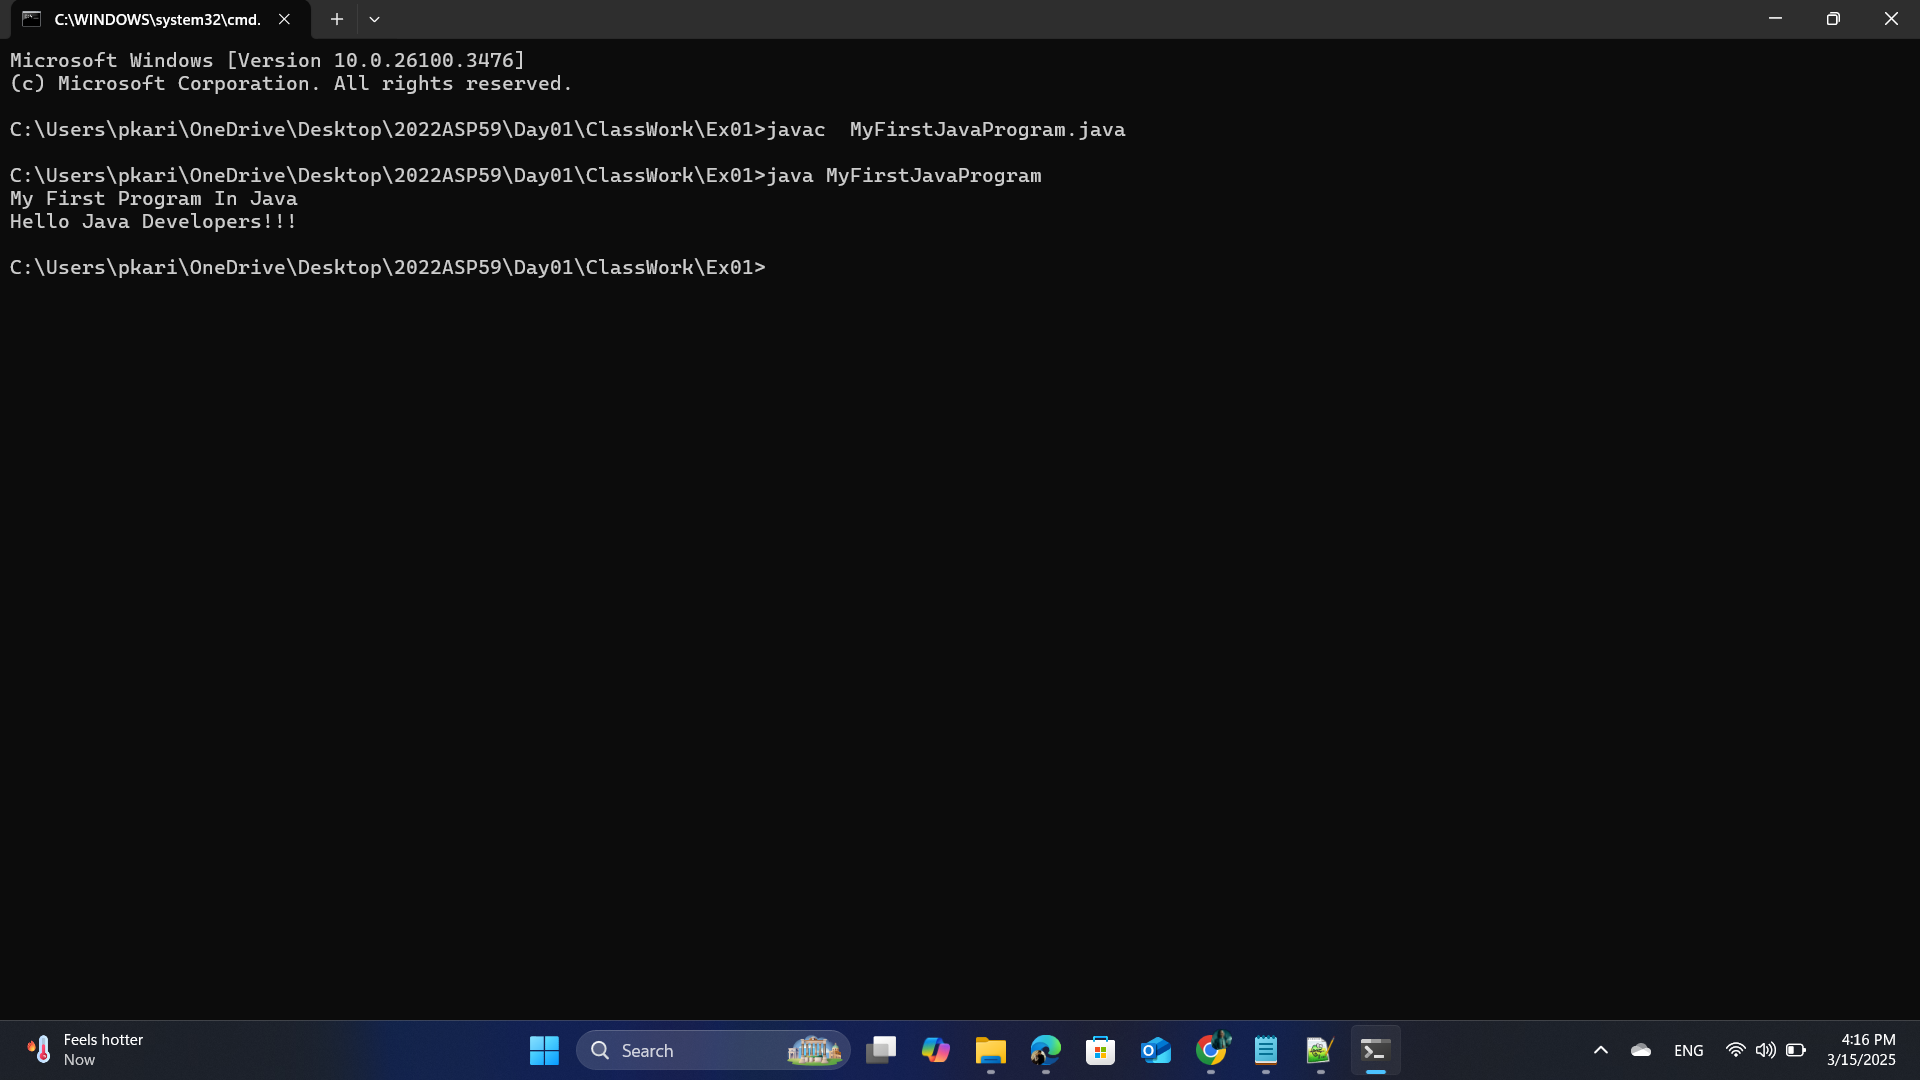 C:\WINDOWS\system32\cmd.
Microsoft Windows [Version 10.0.26100.3476]
(c) Microsoft Corporation. All rights reserved.
C:\Users\pkari\OneDrive\Desktop\2022ASP59\Day01\ClassWork\Ex01>javac  MyFirstJavaProgram.java
C:\Users\pkari\OneDrive\Desktop\2022ASP59\Day01\ClassWork\Ex01>java MyFirstJavaProgram
My First Program In Java
Hello Java Developers!!!
C:\Users\pkari\OneDrive\Desktop\2022ASP59\Day01\ClassWork\Ex01>
Feels hotter
Now
Search
ENG
4:16 PM
3/15/2025